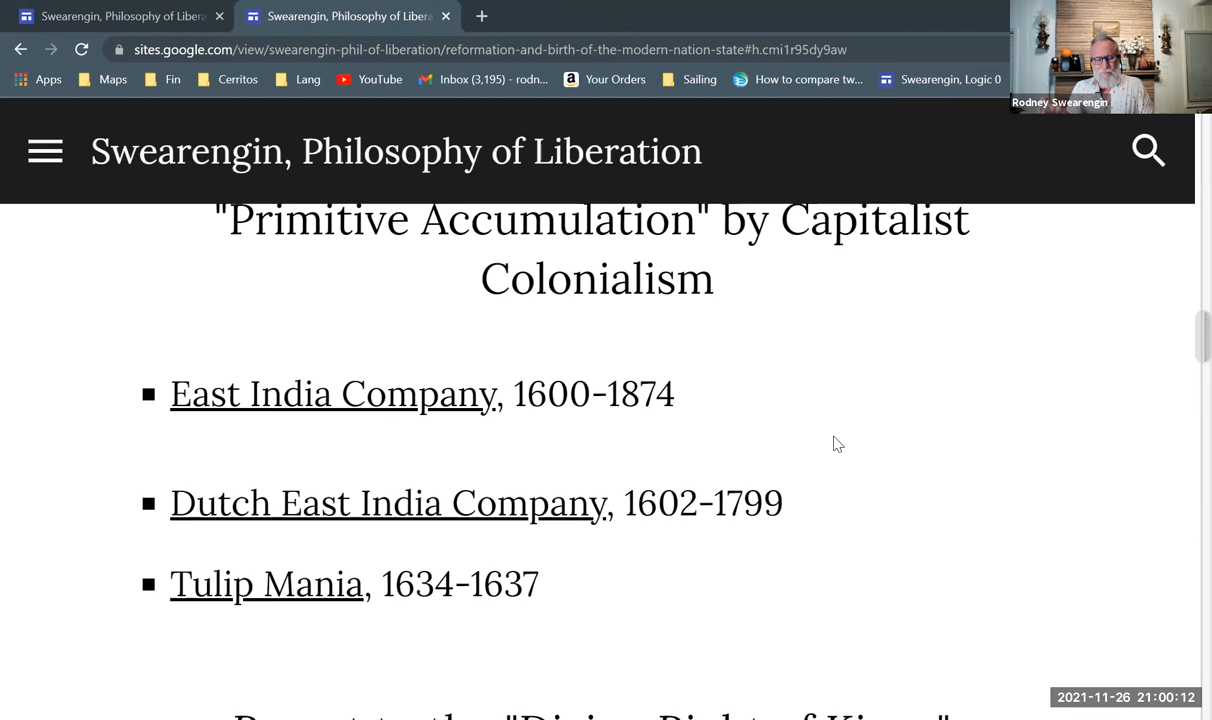 Swearengin, Philosophy of Libera
Swearengin, Philosophy of Libera
sites.google.com/view/swearengin-phil-of-liberation/reformation-and-birth-of-the-modern-nation-state#h.cmi1r95dy9aw
Apps Maps Fin Cerritos Lang YouTube Inbox (3,195) - rodn... Your Orders Sailing How to compare tw... Swearengin, Logic 0
Rodney Swearengin
Swearengin, Philosophy of Liberation
"Primitive Accumulation" by Capitalist
Colonialism
East India Company, 1600-1874
Dutch East India Company, 1602-1799
Tulip Mania, 1634-1637
2021-11-26 21:00:12